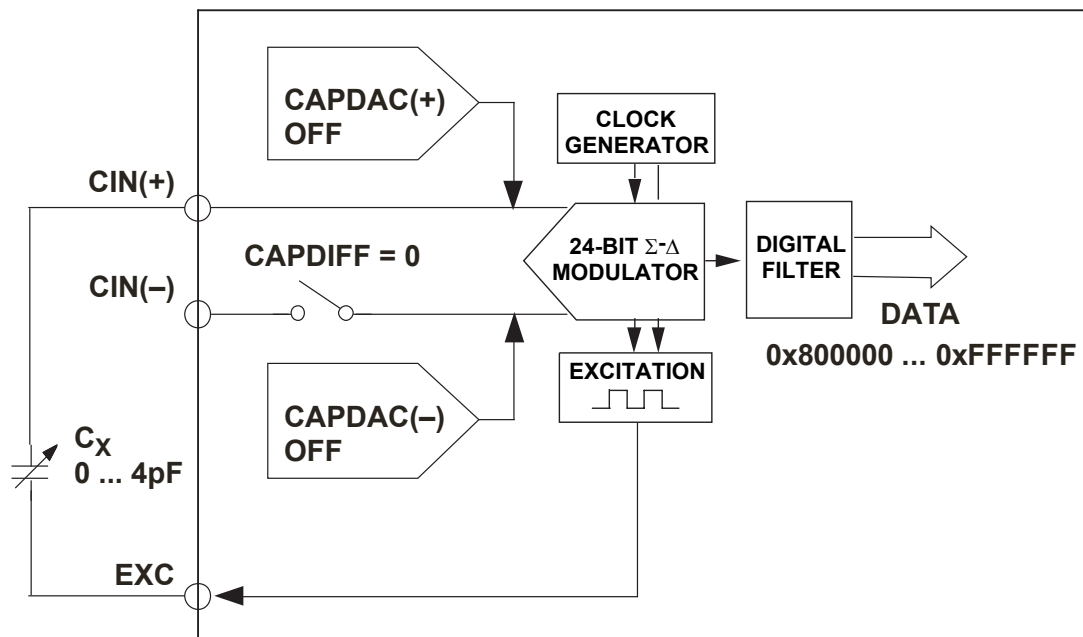 CAPDAC(+)
OFF
CLOCK
GENERATOR
CIN(+)
CAPDIFF = 0
24-BIT Σ-Δ
MODULATOR
DIGITAL
FILTER
CIN(–)
DATA
0x800000 ... 0xFFFFFF
EXCITATION
CAPDAC(–)
OFF
CX
0 ... 4pF
EXC